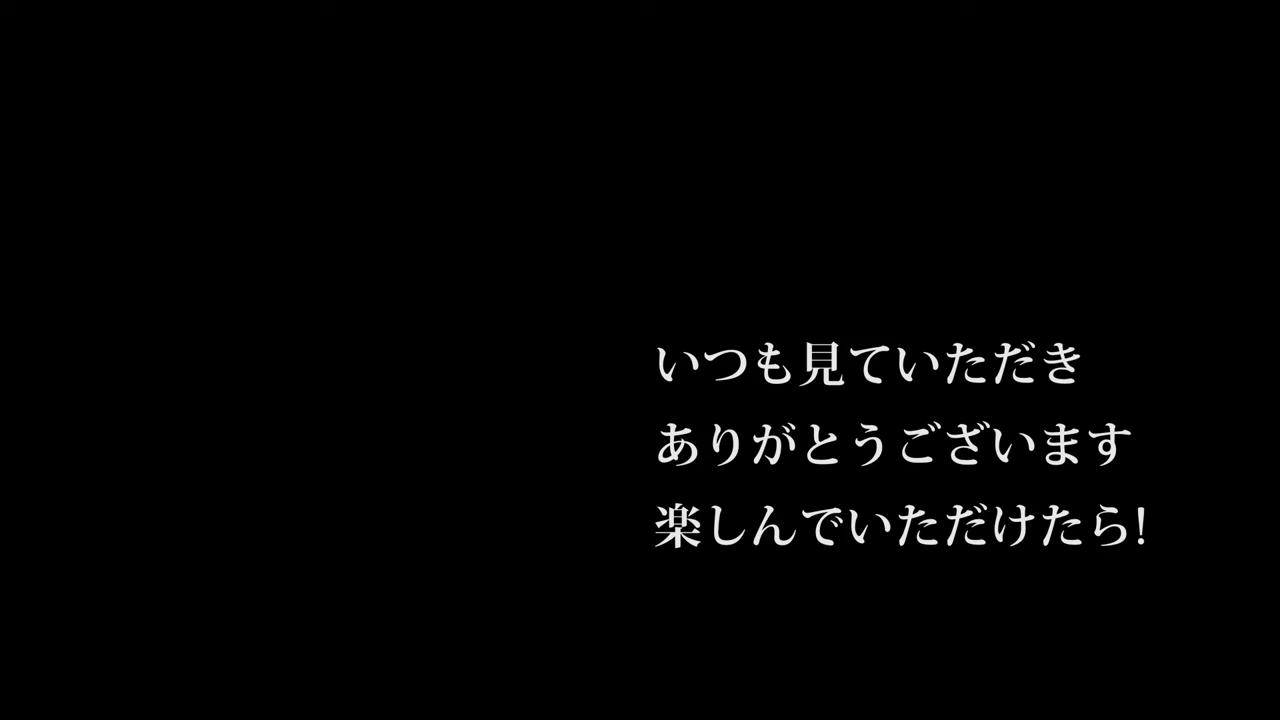 いつも見ていただき
ありがとうございます
楽しんでいただけたら!